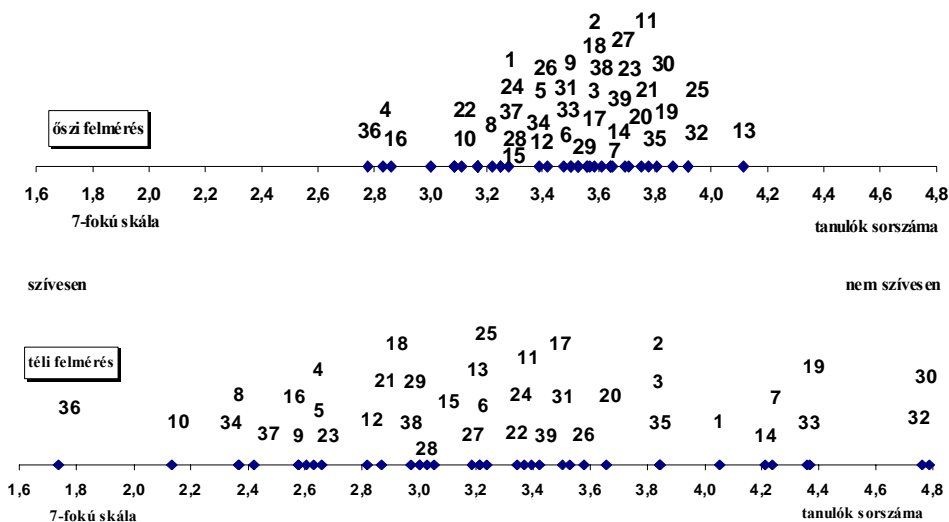 2 11
1 9 18 27
26 38 23 30
24 5 31 3 21 25
4 22 37 33 39 19
36 8 34 17 20
16 10 28 12 6 29 14 35 32 13
15 7
őszi felmérés
1,6 1,8 2,0 2,2 2,4 2,6 2,8 3,0 3,2 3,4 3,6 3,8 4,0 4,2 4,4 4,6 4,8
7-fokú skála tanulók sorszáma
szívesen nem szívesen
téli felmérés
18 25 17 2
4 13 11 19
21 29 3 30
36 8 16 5 15 6 24 31 20 7
10 34 12 38 35 1 33 32
37 9 23 27 22 39 26 14
28
1,6 1,8 2,0 2,2 2,4 2,6 2,8 3,0 3,2 3,4 3,6 3,8 4,0 4,2 4,4 4,6 4,8
7-fokú skála tanulók sorszáma